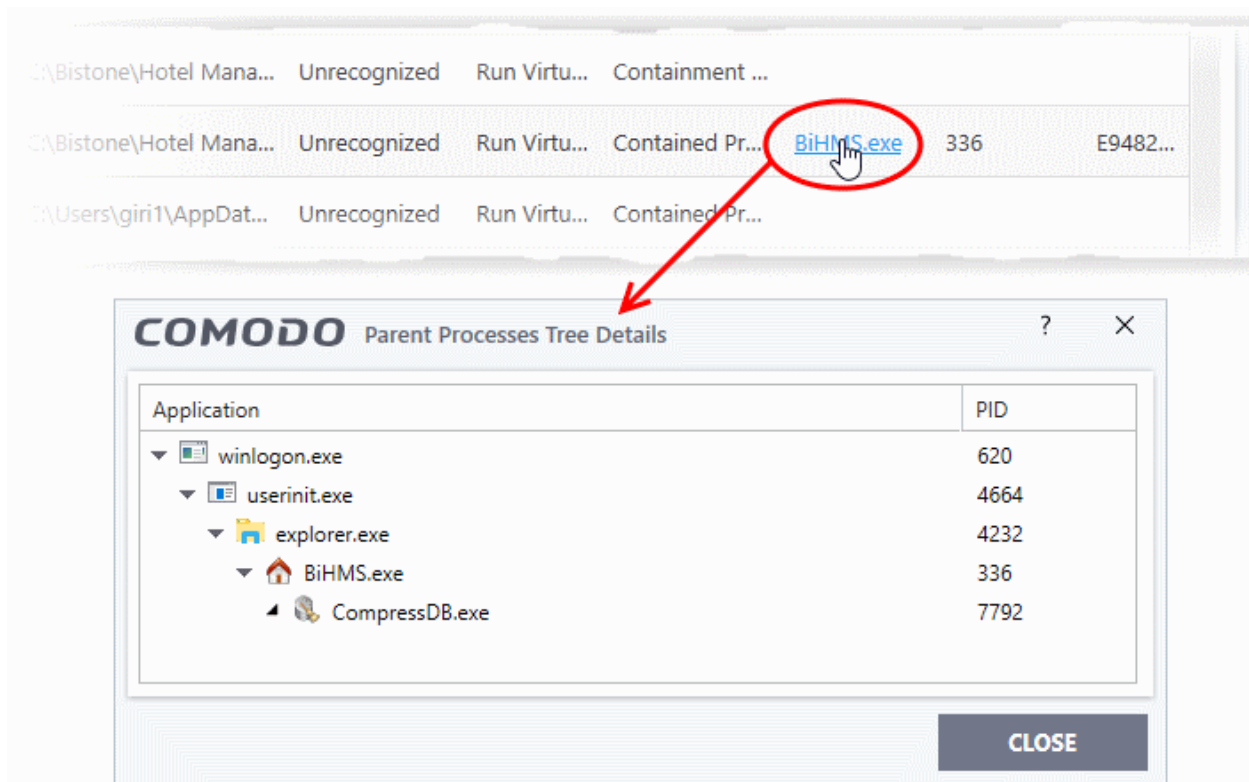 C:\Bistone\Hotel Mana... Unrecognized Run Virtu... Containment ...
C:\Bistone\Hotel Mana... Unrecognized Run Virtu... Contained Pr... BiHMS.exe 336 E9482...
C:\Users\giri1\AppDat... Unrecognized Run Virtu... Contained Pr...
COMODO Parent Processes Tree Details ? X
Application PID
winlogon.exe 620
userinit.exe 4664
explorer.exe 4232
BiHMS.exe 336
CompressDB.exe 7792
CLOSE